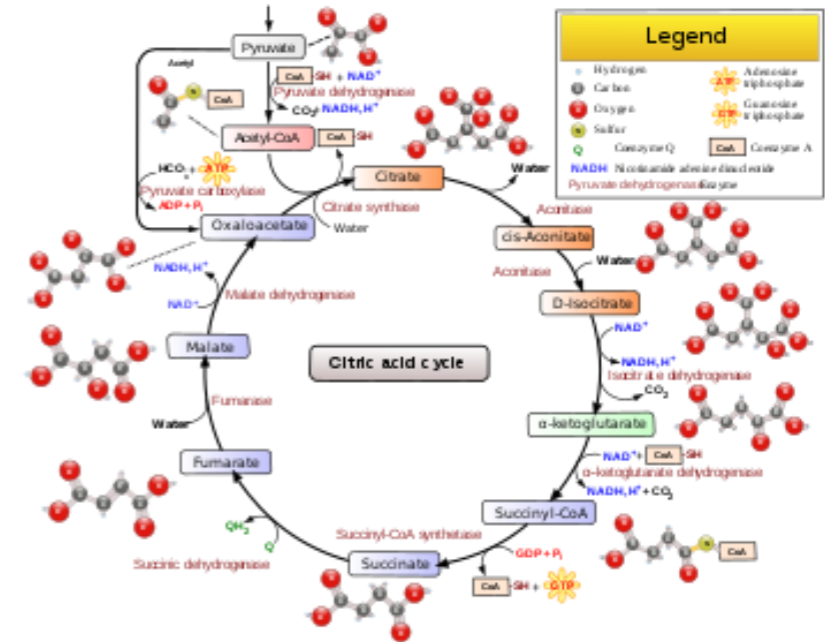 Legend
Hydrogen
Carbon
Oxygen
Sulfur
Q Coenzyme Q
NADH Nicotinamide adenine dinucleotide
Pyruvate dehydrogenase Enzyme
ATP Adenosine triphosphate
GTP Guanosine triphosphate
CoA Coenzyme A
Pyruvate
Acetyl
CoA-SH + NAD⁺
Pyruvate dehydrogenase
CO₂ NADH, H⁺
S CoA
Acetyl-CoA
CoA-SH
HCO + ATP
Pyruvate carboxylase
ADP + Pi
Citrate
Water
Citrate synthase
Water
Oxaloacetate
Aconitase
cis-Aconitate
Water
Aconitase
D-Isocitrate
NAD⁺
NADH, H⁺
Isocitrate dehydrogenase
CO₂
α-ketoglutarate
NAD⁺+ CoA-SH
α-ketoglutarate dehydrogenase
NADH, H⁺ + CO₂
Succinyl-CoA
S CoA
Succinyl-CoA synthetase
GDP + Pi
CoA-SH + GTP
Succinate
QH₂
Q
Succinic dehydrogenase
Fumarate
Water
Fumarase
Malate
NADH, H⁺
NAD⁺
Malate dehydrogenase
Citric acid cycle